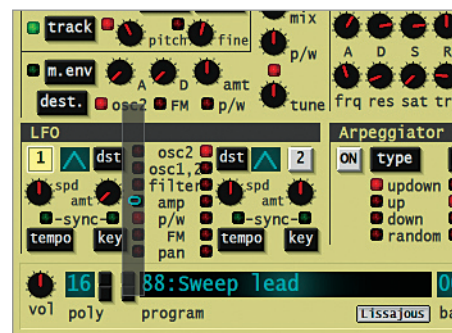 mix
track
pitch
fine
p/w
A D S R
m.env
A D amt
dest. osc2 FM p/w
tune
frq res sat tr
LFO
Arpeggiator
1 dst osc2 dst 2
ON type
osc1,2
spd
filter
spd
updown
amt
amp
amt
up
-sync-
p/w
-sync-
down
tempo key FM tempo key
random
pan
16 88:Sweep lead
vol
poly
program
Lissajous
ba